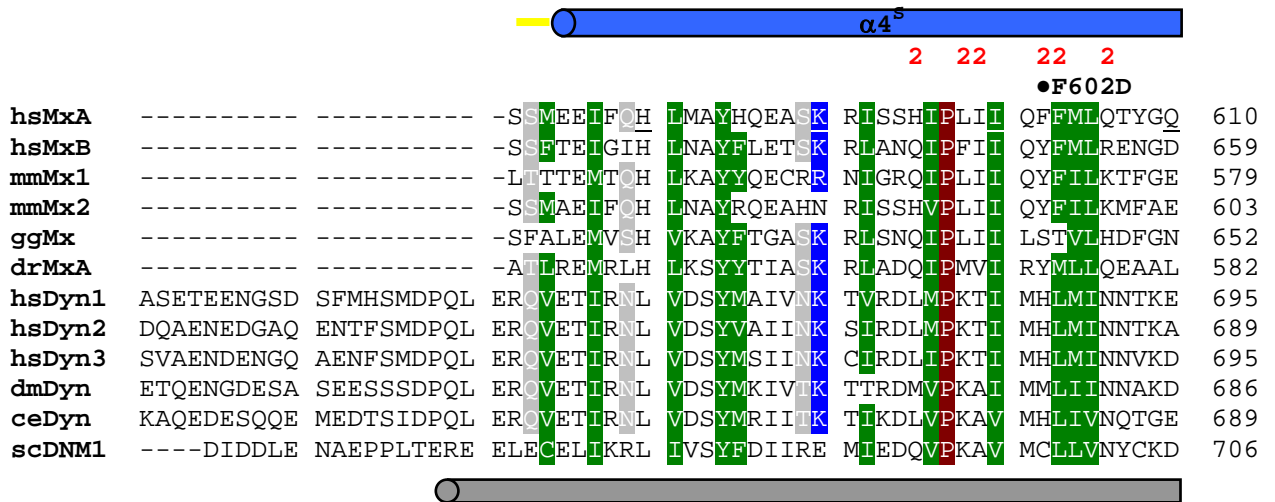 α4S
2 22 22 2
●F602D
hsMxA ---------- ---------- -SSMEEIFQH LMAYHQEASK RISSHIPLII QFFMLQTYGQ 610
hsMxB ---------- ---------- -SSFTEIGIH LNAYFLETSK RLANQIPFII QYFMLRENGD 659
mmMx1 ---------- ---------- -LTTTEMTQH LKAYYQECRR NIGRQIPLII QYFILKTFGE 579
mmMx2 ---------- ---------- -SSMAEIFQH LNAYRQEAHN RISSHVPLII QYFILKMFAE 603
ggMx ---------- ---------- -SFALEMVSH VKAYFTGASK RLSNQIPLII LSTVLHDFGN 652
drMxA ---------- ---------- -ATLREMRLH LKSYYTIASK RLADQIPMVI RYMLLQEAAL 582
hsDyn1 ASETEENGSD SFMHSMDPQL ERQVETIRNL VDSYMAIVNK TVRDLMPKTI MHLMINNTKE 695
hsDyn2 DQAENEDGAQ ENTFSMDPQL ERQVETIRNL VDSYVAIINK SIRDLMPKTI MHLMINNTKA 689
hsDyn3 SVAENDENGQ AENFSMDPQL ERQVETIRNL VDSYMSIINK CIRDLIPKTI MHLMINNVKD 695
dmDyn ETQENGDESA SEESSSDPQL ERQVETIRNL VDSYMKIVTK TTRDMVPKAI MMLIINNAKD 686
ceDyn KAQEDESQQE MEDTSIDPQL ERQVETIRNL VDSYMRIITK TIKDLVPKAV MHLIVNQTGE 689
scDNM1 ----DIDDLE NAEPPLTERE ELECELIKRL IVSYFDIIRE MIEDQVPKAV MCLLVNYCKD 706